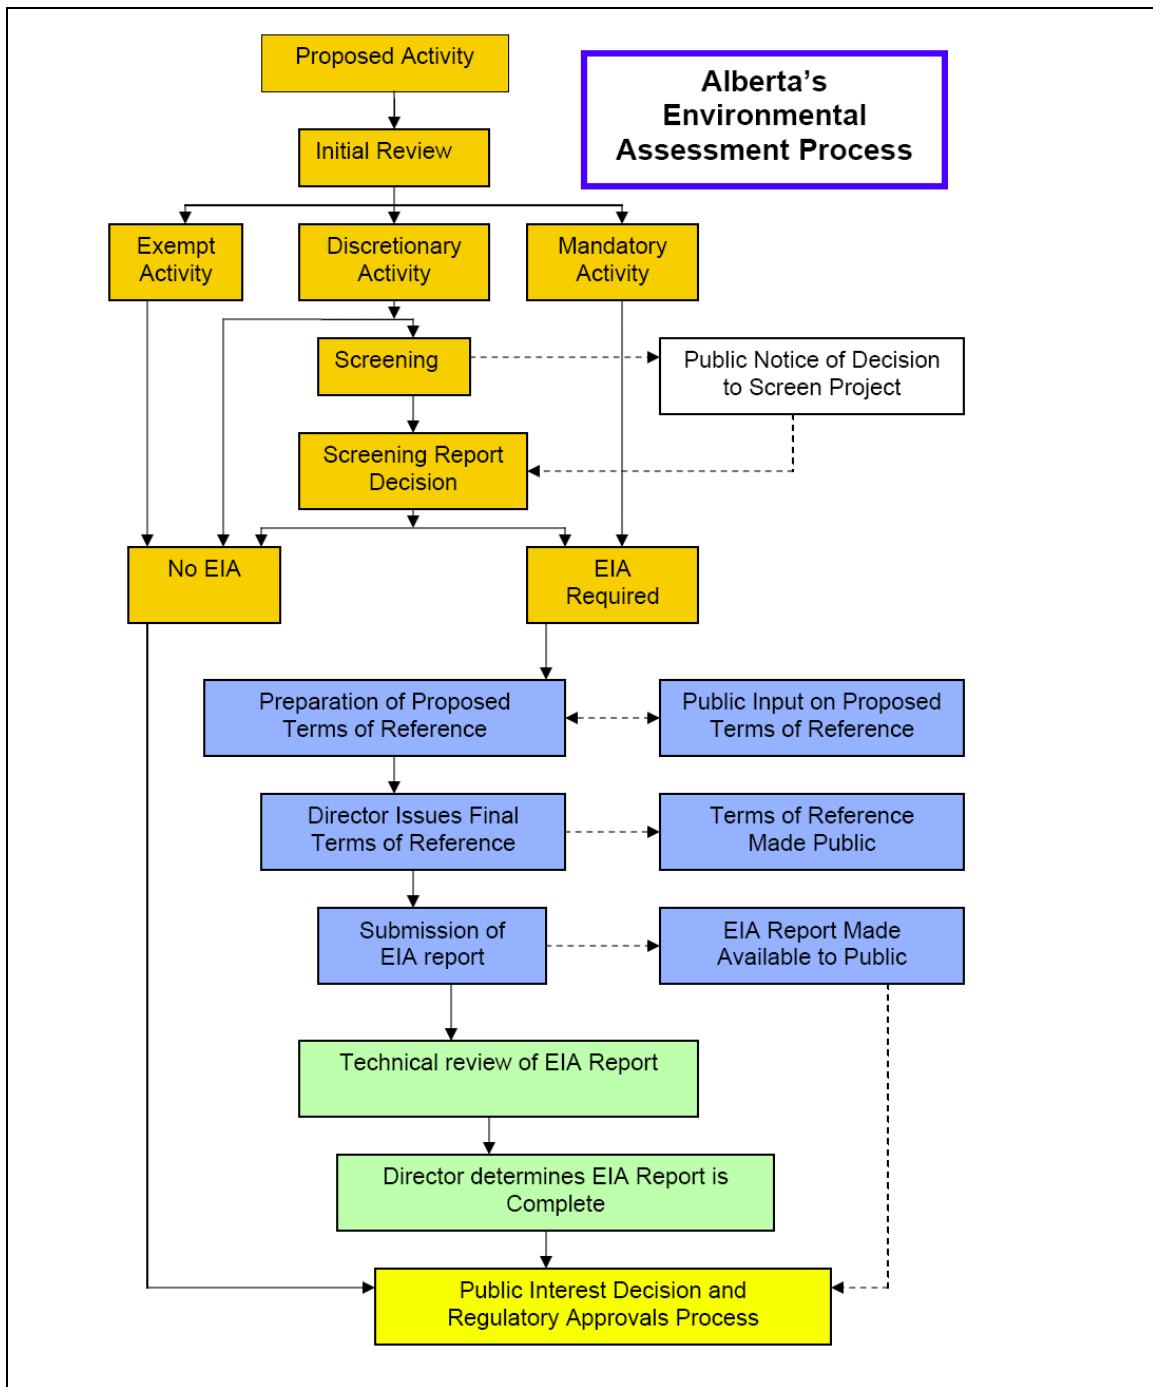 Proposed Activity
Alberta's
Environmental
Assessment Process
Initial Review
Exempt
Activity
Discretionary
Activity
Mandatory
Activity
Screening
Public Notice of Decision
to Screen Project
Screening Report
Decision
No EIA
EIA
Required
Preparation of Proposed
Terms of Reference
Public Input on Proposed
Terms of Reference
Director Issues Final
Terms of Reference
Terms of Reference
Made Public
Submission of
EIA report
EIA Report Made
Available to Public
Technical review of EIA Report
Director determines EIA Report is
Complete
Public Interest Decision and
Regulatory Approvals Process